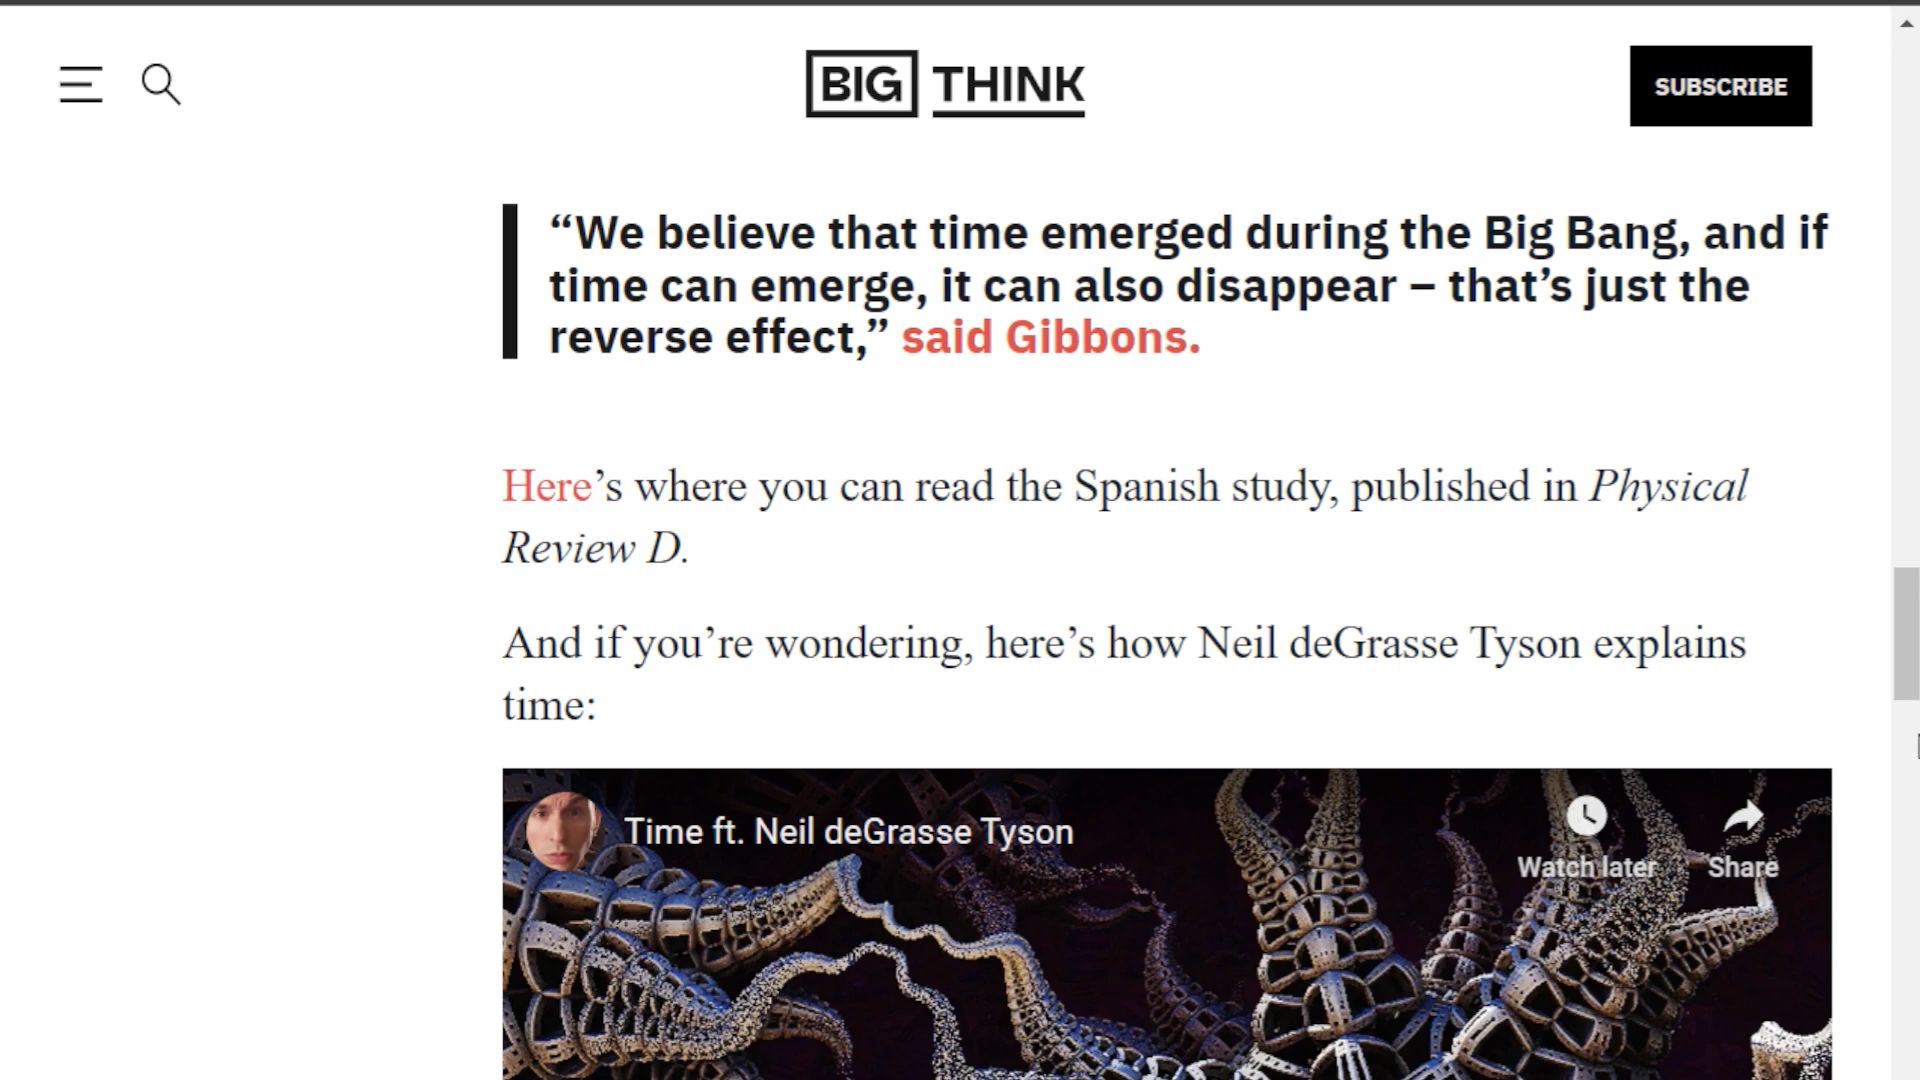 BIG THINK
SUBSCRIBE
“We believe that time emerged during the Big Bang, and if
time can emerge, it can also disappear – that’s just the
reverse effect,” said Gibbons.
Here’s where you can read the Spanish study, published in Physical
Review D.
And if you’re wondering, here’s how Neil deGrasse Tyson explains
time:
Time ft. Neil deGrasse Tyson
Watch later
Share